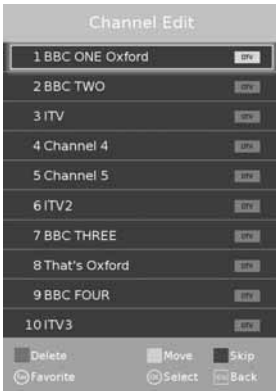 Channel Edit
1 BBC ONE Oxford DTV
2 BBC TWO DTV
3 ITV DTV
4 Channel 4 DTV
5 Channel 5 DTV
6 ITV2 DTV
7 BBC THREE DTV
8 That's Oxford DTV
9 BBC FOUR DTV
10 ITV3 DTV
Delete Move Skip
Fav Favorite OK Select Back